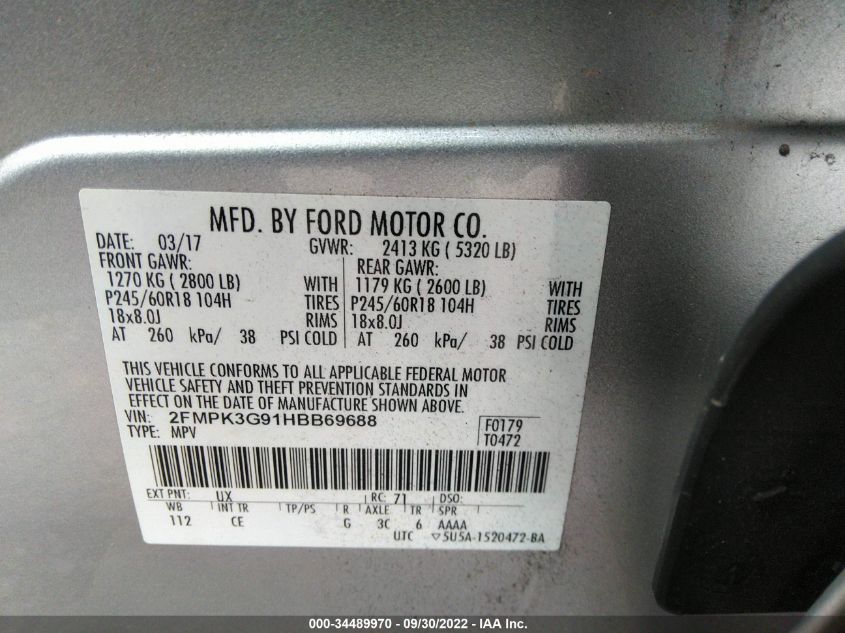 MFD. BY FORD MOTOR CO.
DATE: 03/17 GVWR: 2413 KG ( 5320 LB)
FRONT GAWR: REAR GAWR:
1270 KG ( 2800 LB) WITH 1179 KG ( 2600 LB) WITH
P245/60R18 104H TIRES P245/60R18 104H TIRES
18x8.0J RIMS 18x8.0J RIMS
AT 260 kPa/ 38 PSI COLD AT 260 kPa/ 38 PSI COLD
THIS VEHICLE CONFORMS TO ALL APPLICABLE FEDERAL MOTOR
VEHICLE SAFETY AND THEFT PREVENTION STANDARDS IN
EFFECT ON THE DATE OF MANUFACTURE SHOWN ABOVE.
VIN: 2FMPK3G91HBB69688 F0179
TYPE: MPV T0472
EXT PNT: UX RC: 71 DSO:
WB INT TR TP/PS R AXLE TR SPR
112 CE G 3C 6 AAAA
UTC ▽5U5A-1520472-BA
000-34489970 - 09/30/2022 - IAA Inc.